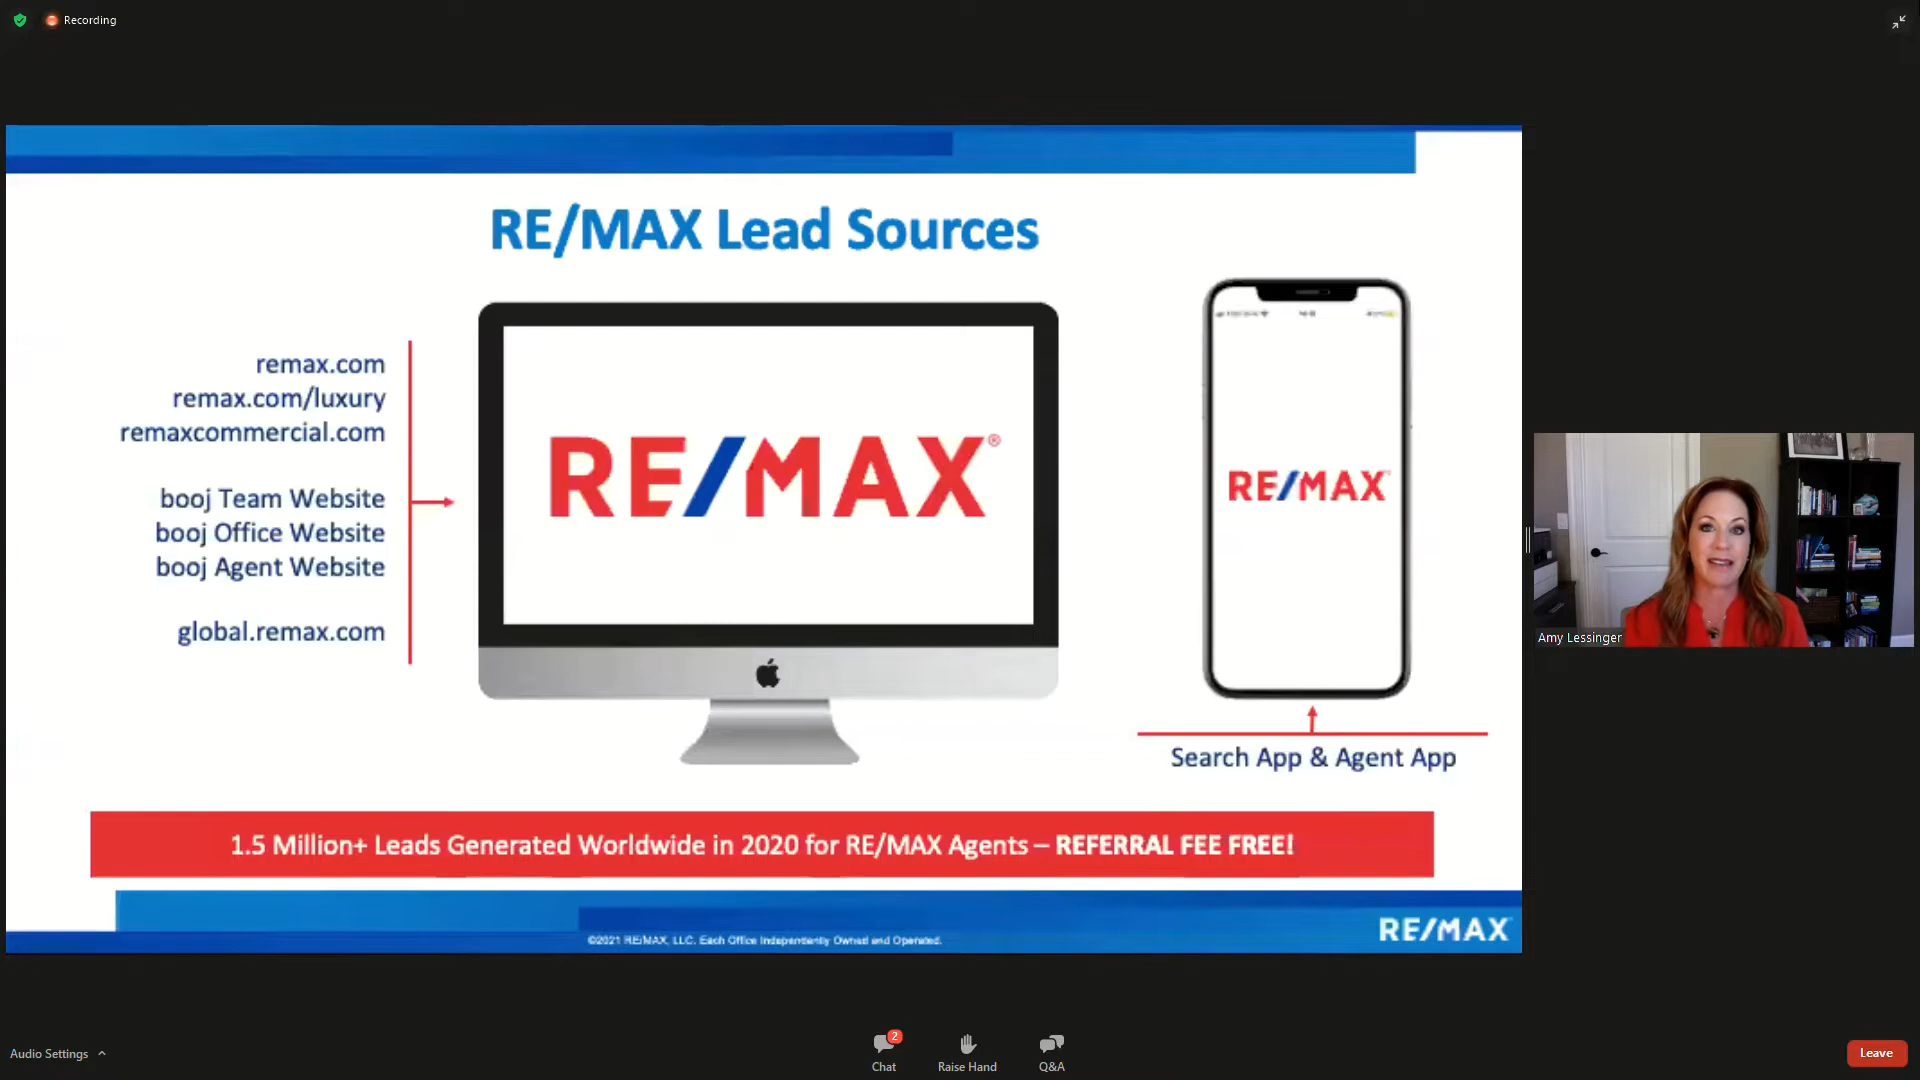 Recording
RE/MAX Lead Sources
remax.com
remax.com/luxury
remaxcommercial.com
booj Team Website
booj Office Website
booj Agent Website
global.remax.com
RE/MAX®
RE/MAX
Search App & Agent App
1.5 Million+ Leads Generated Worldwide in 2020 for RE/MAX Agents – REFERRAL FEE FREE!
©2021 RE/MAX, LLC. Each Office Independently Owned and Operated.
RE/MAX
Amy Lessinger
Audio Settings
2
Chat
Raise Hand
Q&A
Leave